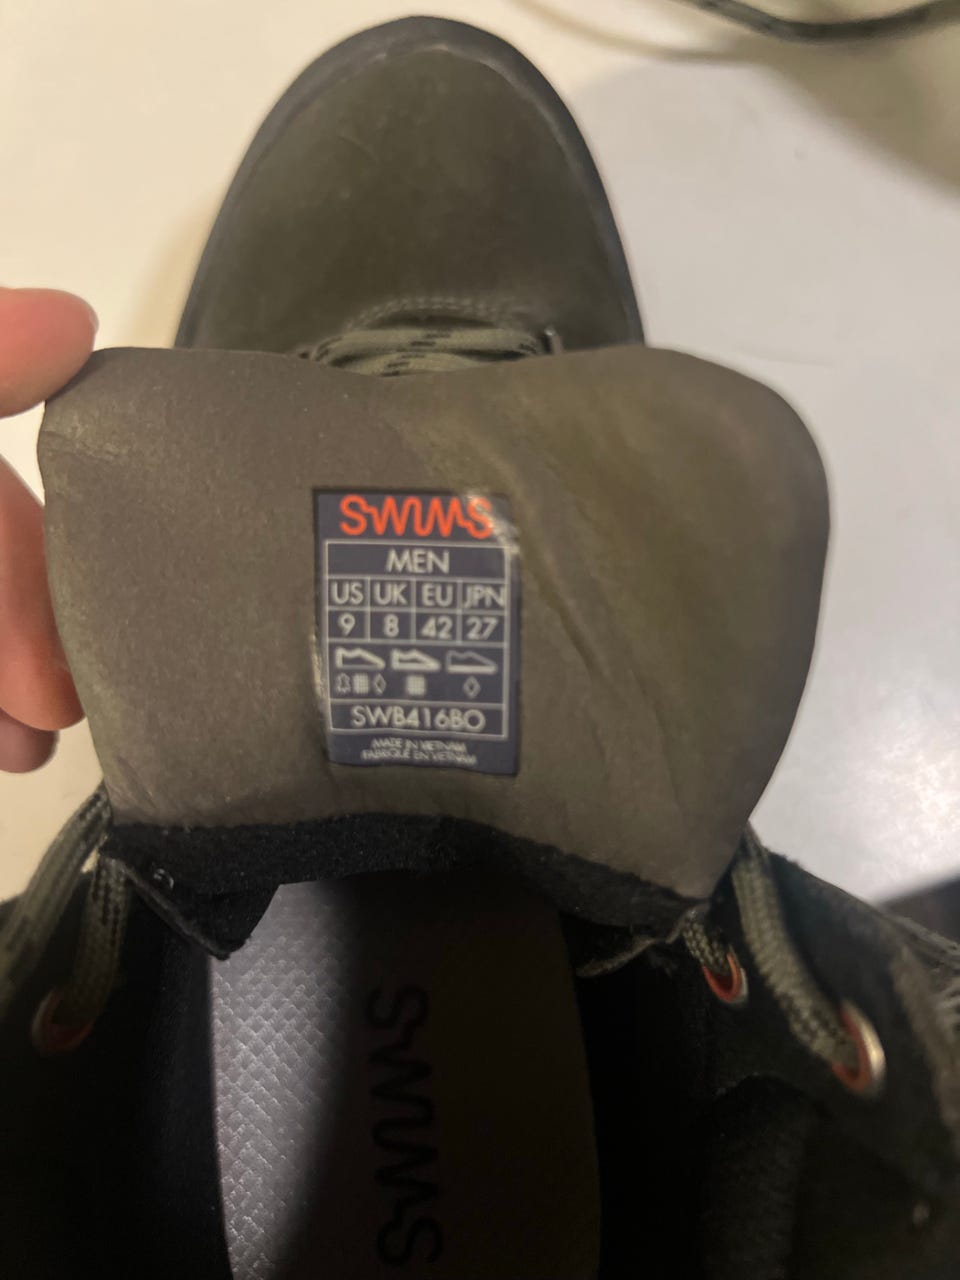 SWIMS
MEN
US UK EU JPN
9 8 42 27
SWB416BO
MADE IN VIETNAM
FABRIQUÉ EN VIETNAM
SWIMS